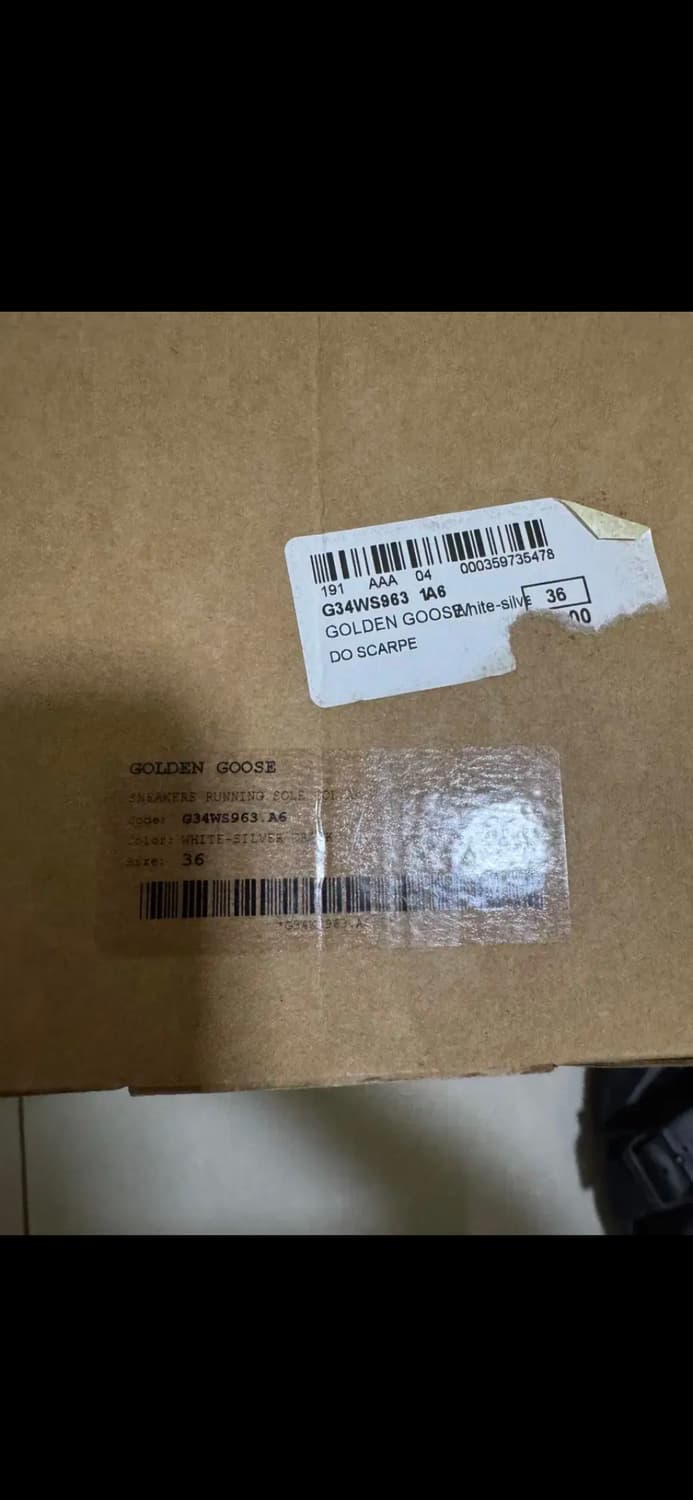 191 AAA 04 000359735478
G34WS963 1A6
GOLDEN GOOSE White-silve 36
00
DO SCARPE
GOLDEN GOOSE
SNEAKERS RUNNING SOLE
Code: G34WS963.A6
Color: WHITE-SILVER
Size: 36